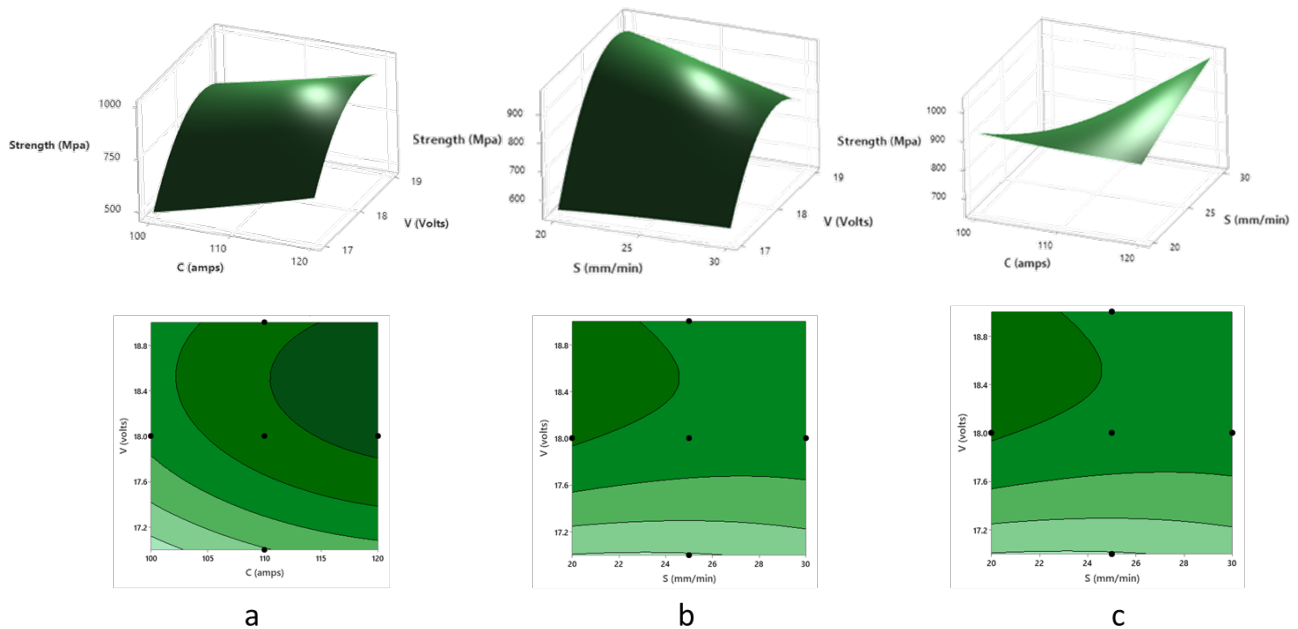 1000
750
500
Strength (Mpa)
100
110
120
C (amps)
17
18
19
V (Volts)
900
800
700
600
Strength (Mpa)
20
25
30
S (mm/min)
17
18
19
V (Volts)
1000
900
800
700
Strength (Mpa)
100
110
120
C (amps)
20
25
30
S (mm/min)
18.8
18.4
18.0
17.6
17.2
V (volts)
100 105 110 115 120
C (amps)
18.8
18.4
18.0
17.6
17.2
V (volts)
20 22 24 26 28 30
S (mm/min)
18.8
18.4
18.0
17.6
17.2
V (volts)
20 22 24 26 28 30
S (mm/min)
a
b
c